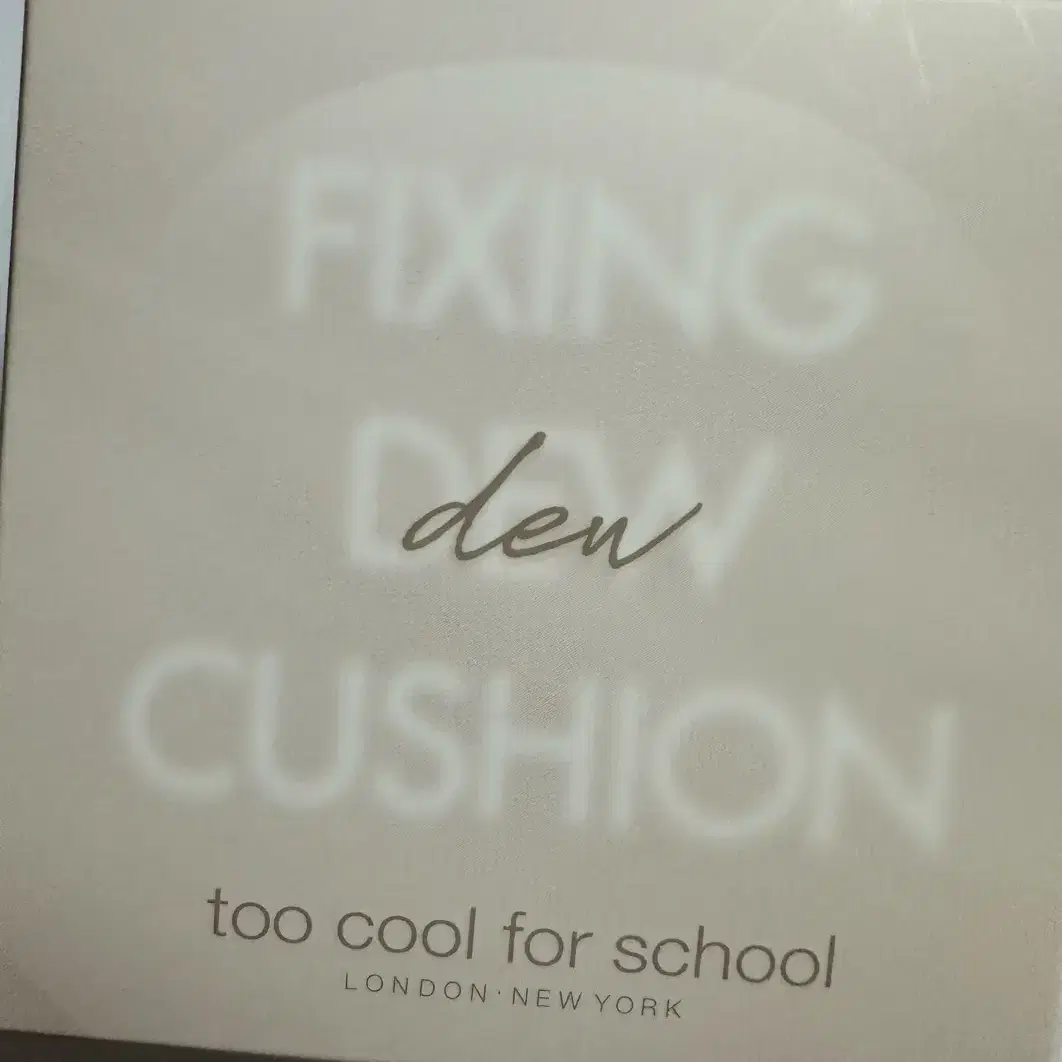 FIXING
DEW
dew
CUSHION
too cool for school
LONDON·NEW YORK